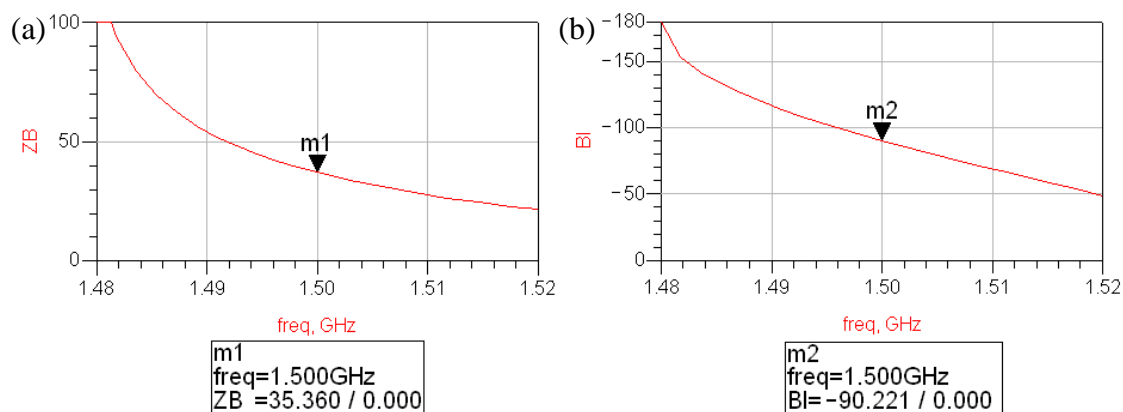 (a)
100
50
0
ZB
m1
1.48
1.49
1.50
1.51
1.52
freq, GHz
m1
freq=1.500GHz
ZB =35.360 / 0.000
(b)
−180
−150
−100
−50
0
BI
m2
1.48
1.49
1.50
1.51
1.52
freq, GHz
m2
freq=1.500GHz
BI=−90.221 / 0.000